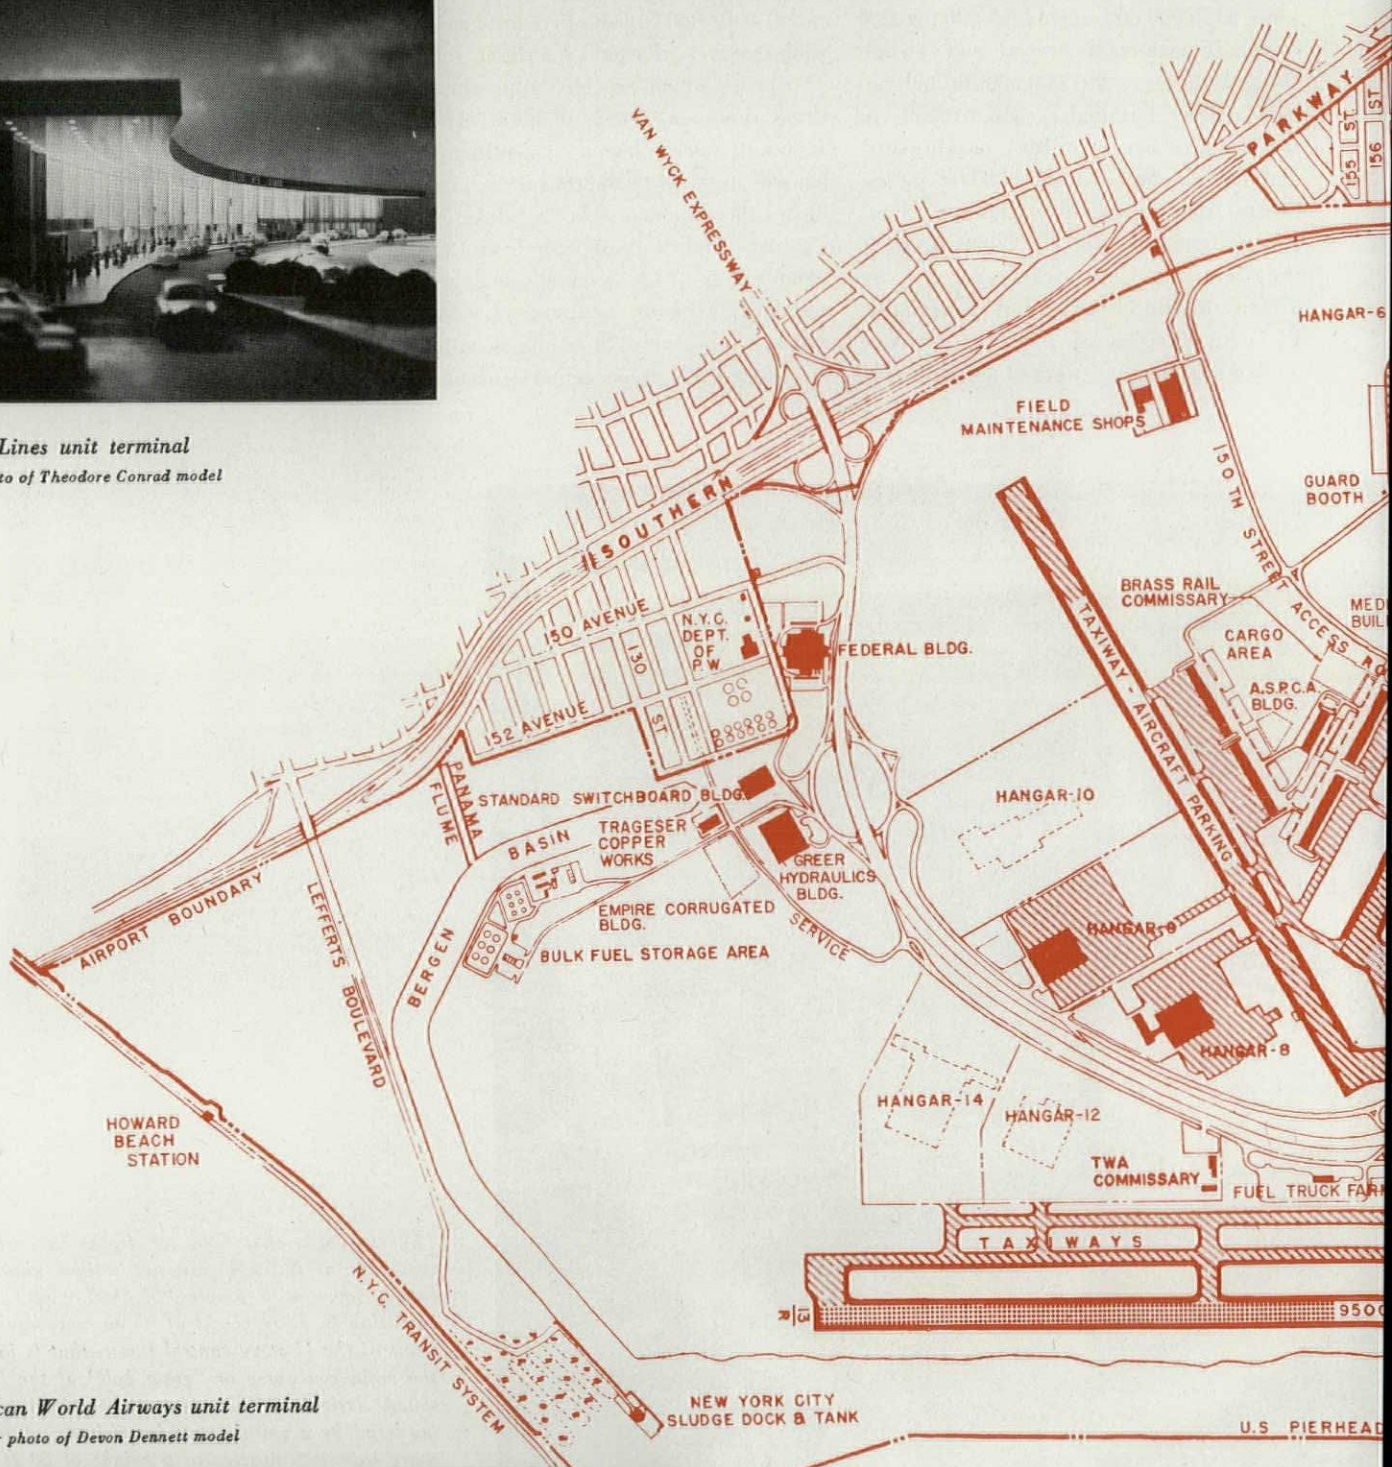 Lines unit terminal
to of Theodore Conrad model
can World Airways unit terminal
photo of Devon Dennett model
VAN WYCK EXPRESSWAY
PARKWAY
155 ST
156 ST
HANGAR-6
FIELD
MAINTENANCE SHOPS
150 TH STREET ACCESS RO
GUARD
BOOTH
SOUTHERN
BRASS RAIL
COMMISSARY
MED
BUIL
150 AVENUE
N.Y.C.
DEPT.
OF
P.W.
130
ST
FEDERAL BLDG.
TAXIWAY - AIRCRAFT PARKING
CARGO
AREA
A.S.P.C.A.
BLDG.
152 AVENUE
PANAMA
FLUME
STANDARD SWITCHBOARD BLDG.
HANGAR-10
BASIN
TRAGESER
COPPER
WORKS
GREER
HYDRAULICS
BLDG.
AIRPORT BOUNDARY
LEFFERTS BOULEVARD
EMPIRE CORRUGATED
BLDG.
SERVICE
HANGAR-9
BERGEN
BULK FUEL STORAGE AREA
HANGAR-8
HANGAR-14
HANGAR-12
HOWARD
BEACH
STATION
TWA
COMMISSARY
FUEL TRUCK FAR
TAXIWAYS
N.Y.C. TRANSIT SYSTEM
13
R
9500
NEW YORK CITY
SLUDGE DOCK & TANK
U.S PIERHEAD